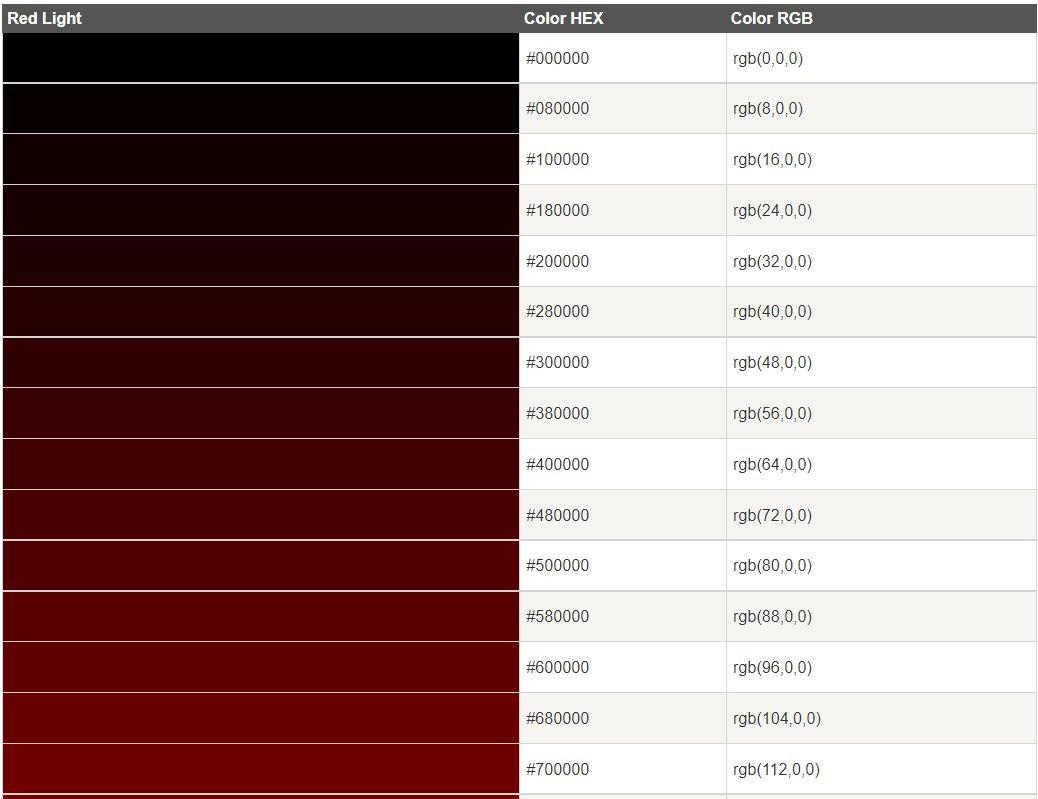 Red Light Color HEX Color RGB
#000000 rgb(0,0,0)
#080000 rgb(8,0,0)
#100000 rgb(16,0,0)
#180000 rgb(24,0,0)
#200000 rgb(32,0,0)
#280000 rgb(40,0,0)
#300000 rgb(48,0,0)
#380000 rgb(56,0,0)
#400000 rgb(64,0,0)
#480000 rgb(72,0,0)
#500000 rgb(80,0,0)
#580000 rgb(88,0,0)
#600000 rgb(96,0,0)
#680000 rgb(104,0,0)
#700000 rgb(112,0,0)